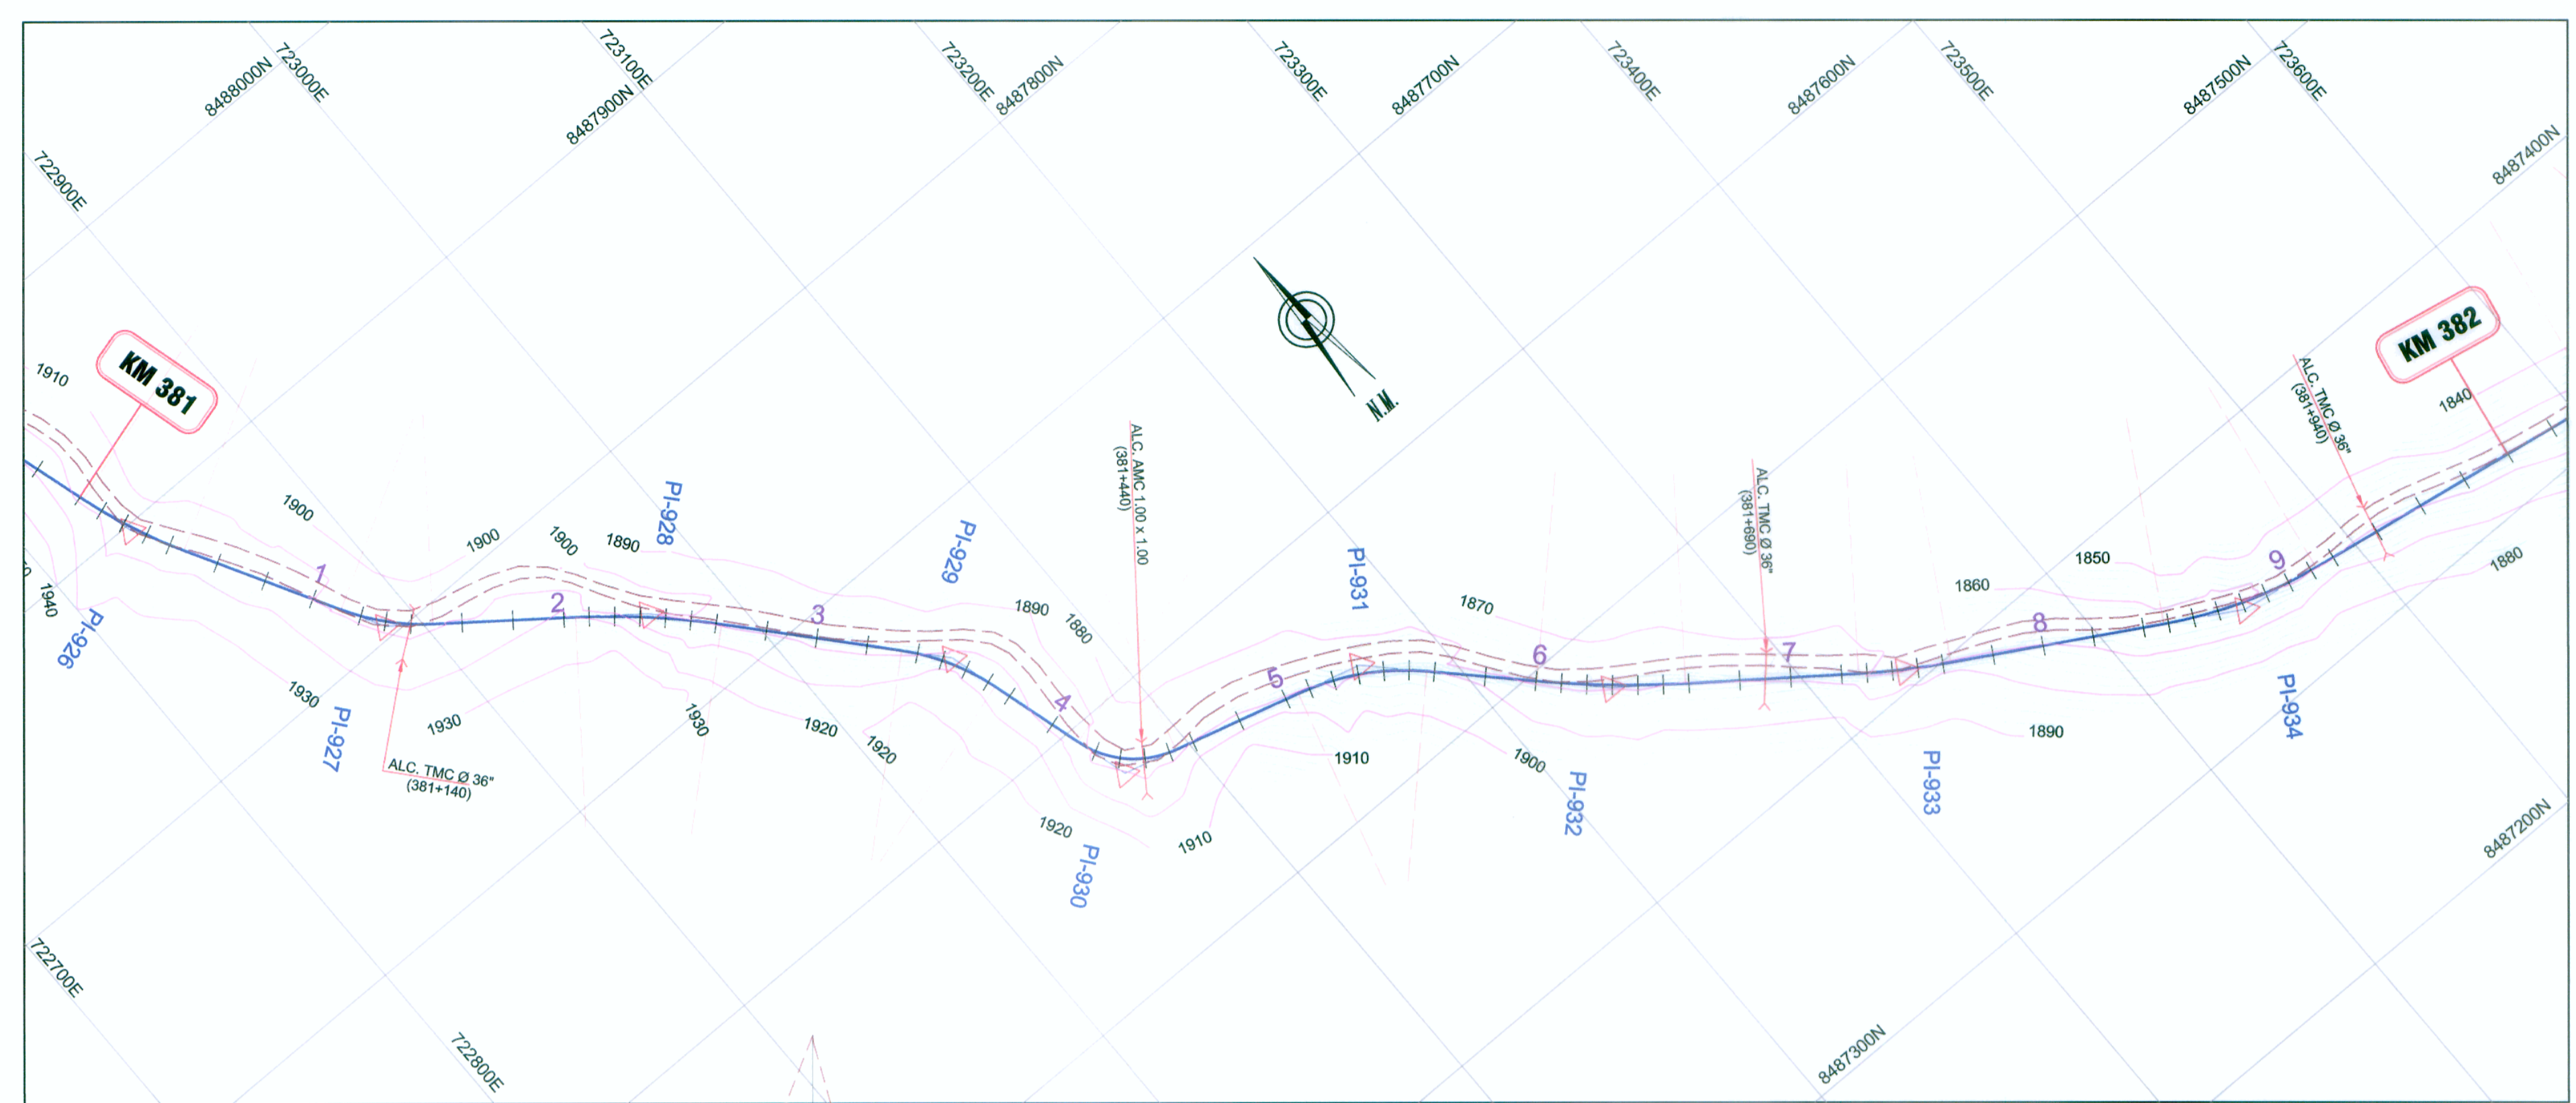 8488000N
723000E
723100E
8487900N
723200E
8487800N
723300E
8487700N
723400E
8487600N
723500E
8487500N
723600E
8487400N
722900E
N.M.
KM 381
KM 382
1910
1900
1900
1900
1890
PI-928
PI-929
ALC. AMC 1.00 x 1.00
(381+440)
PI-931
ALC. TMC Ø 36"
(381+690)
ALC. TMC Ø 36"
(381+940)
1840
1
2
3
4
5
6
7
8
9
1890
1880
1870
1860
1850
1880
1940
PI-926
1930
PI-927
1930
ALC. TMC Ø 36"
(381+140)
1930
1920
1920
1920
PI-930
1910
1910
1900
PI-932
PI-933
1890
PI-934
8487200N
722700E
722800E
8487300N